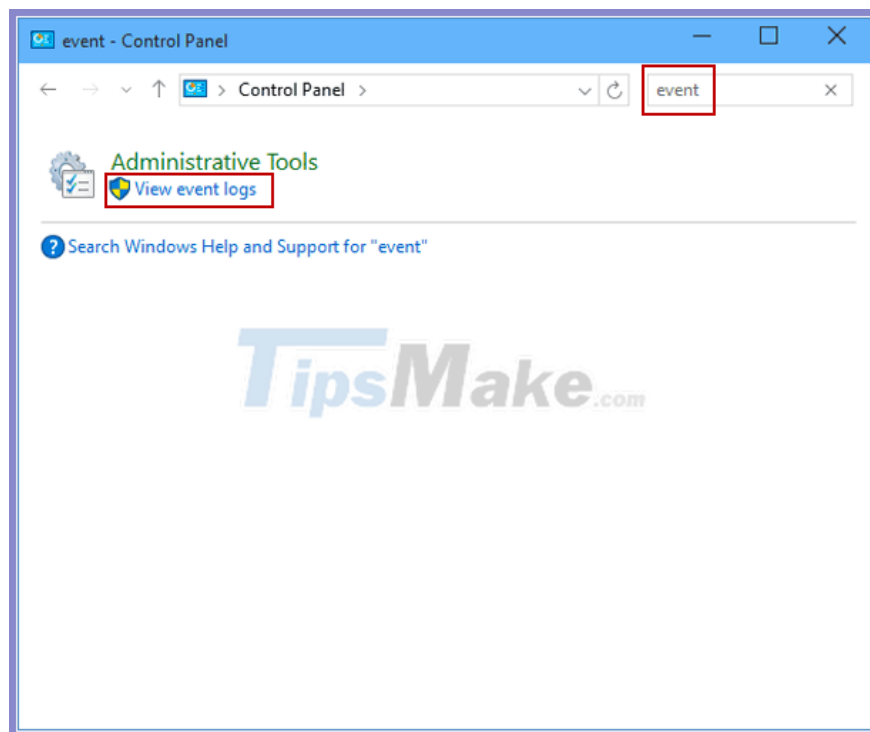 event - Control Panel
Control Panel
event
Administrative Tools
View event logs
Search Windows Help and Support for "event"
TipsMake.com